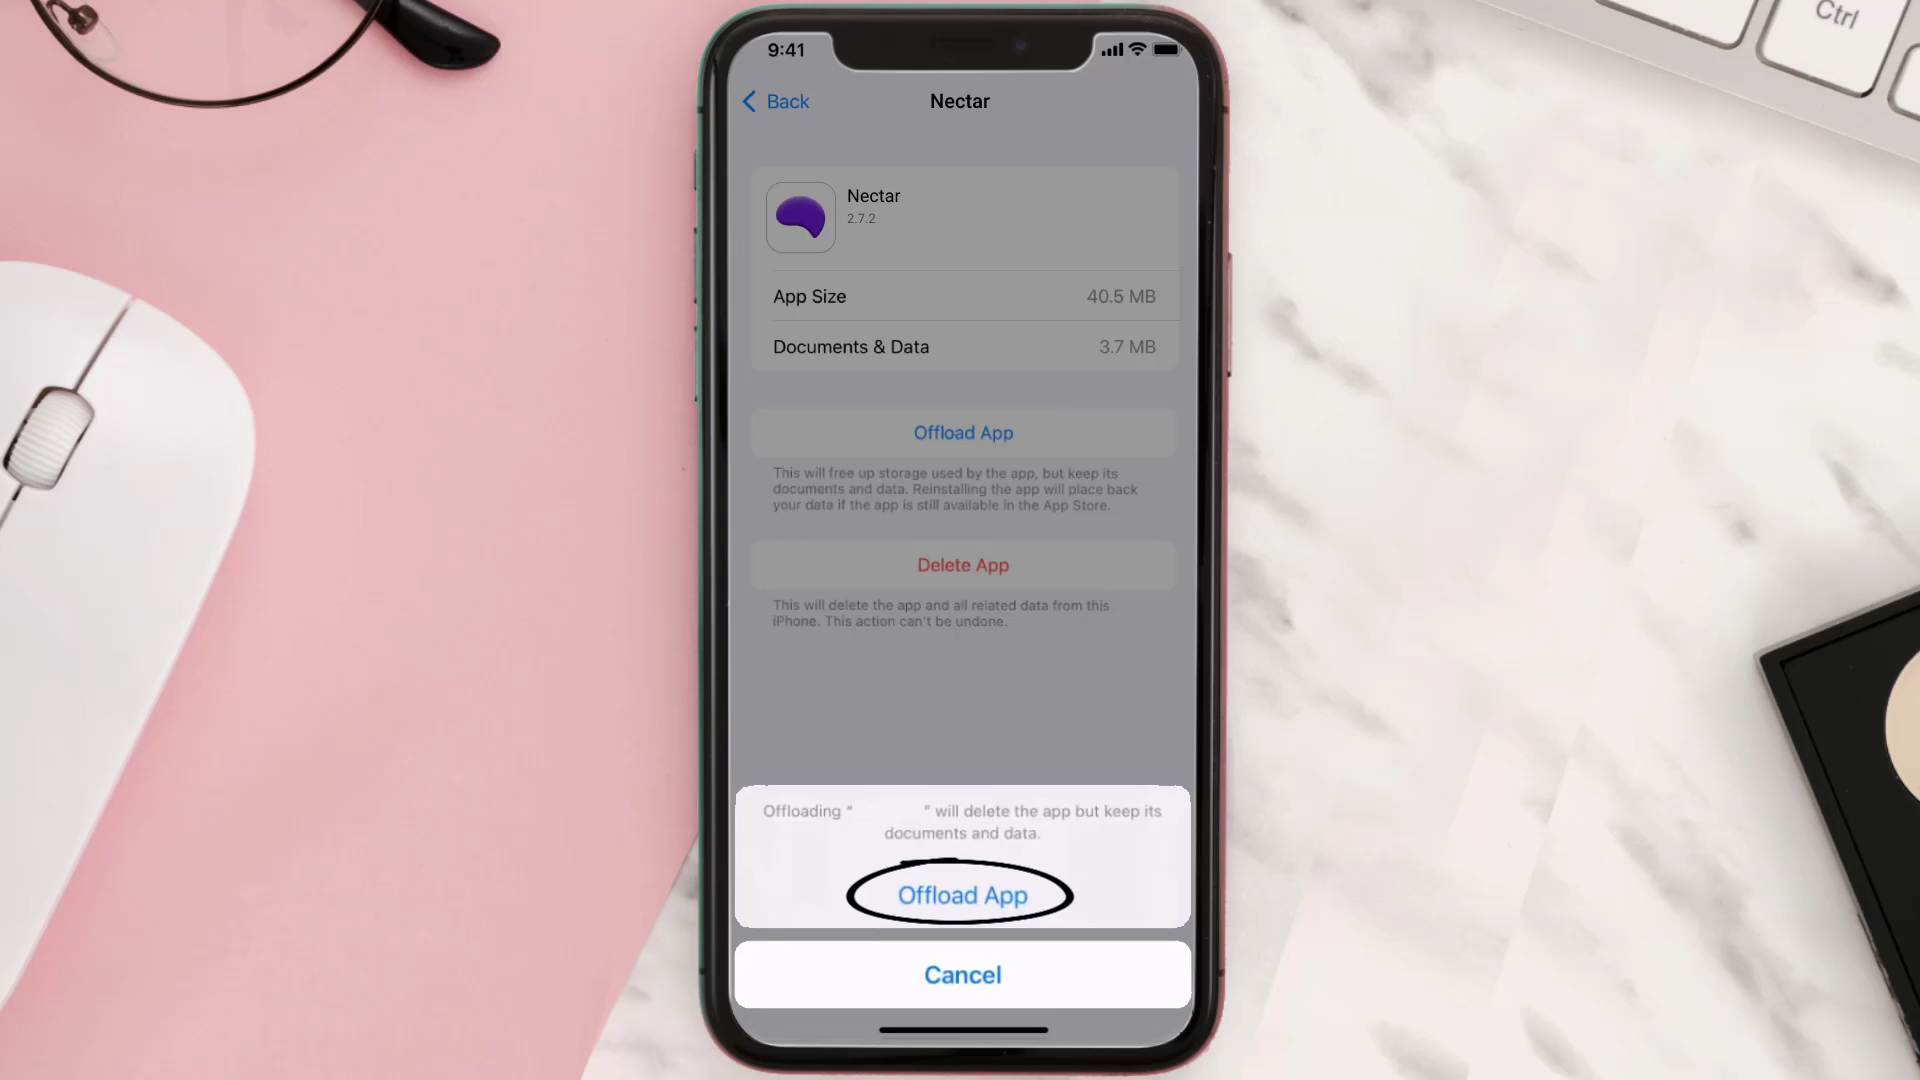 Ctrl
9:41
Back
Nectar
Nectar
2.7.2
App Size 40.5 MB
Documents & Data 3.7 MB
Offload App
This will free up storage used by the app, but keep its
documents and data. Reinstalling the app will place back
your data if the app is still available in the App Store.
Delete App
This will delete the app and all related data from this
iPhone. This action can't be undone.
Offloading “ ” will delete the app but keep its
documents and data.
Offload App
Cancel